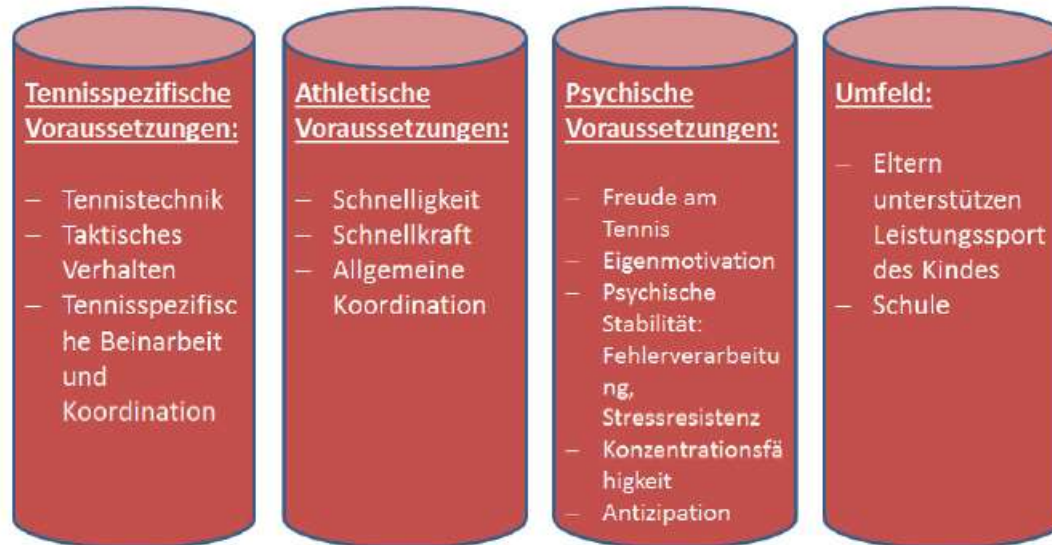 Tennisspezifische
Voraussetzungen:
– Tennistechnik
– Taktisches
Verhalten
– Tennisspezifisc
he Beinarbeit
und
Koordination
Athletische
Voraussetzungen:
– Schnelligkeit
– Schnellkraft
– Allgemeine
Koordination
Psychische
Voraussetzungen:
– Freude am
Tennis
– Eigenmotivation
– Psychische
Stabilität:
Fehlerverarbeitu
ng,
Stressresistenz
– Konzentrationsfä
higkeit
– Antizipation
Umfeld:
– Eltern
unterstützen
Leistungssport
des Kindes
– Schule